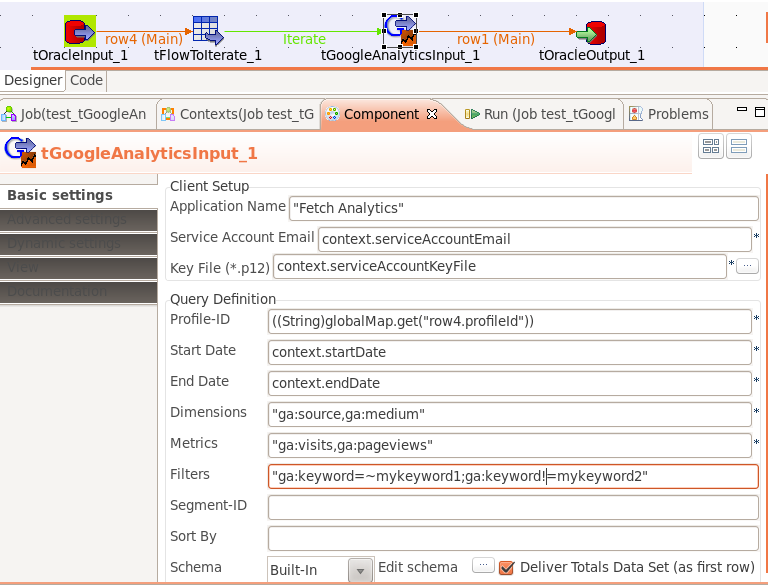 row4 (Main)
Iterate
row1 (Main)
tOracleInput_1
tFlowToIterate_1
tGoogleAnalyticsInput_1
tOracleOutput_1
Designer Code
Job(test_tGoogleAn
Contexts(Job test_tG
Component
Run (Job test_tGoogl
Problems
tGoogleAnalyticsInput_1
Basic settings
Advanced settings
Dynamic settings
View
Documentation
Client Setup
Application Name "Fetch Analytics"
Service Account Email context.serviceAccountEmail *
Key File (*.p12) context.serviceAccountKeyFile * ...
Query Definition
Profile-ID ((String)globalMap.get("row4.profileId")) *
Start Date context.startDate *
End Date context.endDate *
Dimensions "ga:source,ga:medium" *
Metrics "ga:visits,ga:pageviews" *
Filters "ga:keyword=~mykeyword1;ga:keyword!=mykeyword2"
Segment-ID
Sort By
Schema Built-In Edit schema ... Deliver Totals Data Set (as first row)